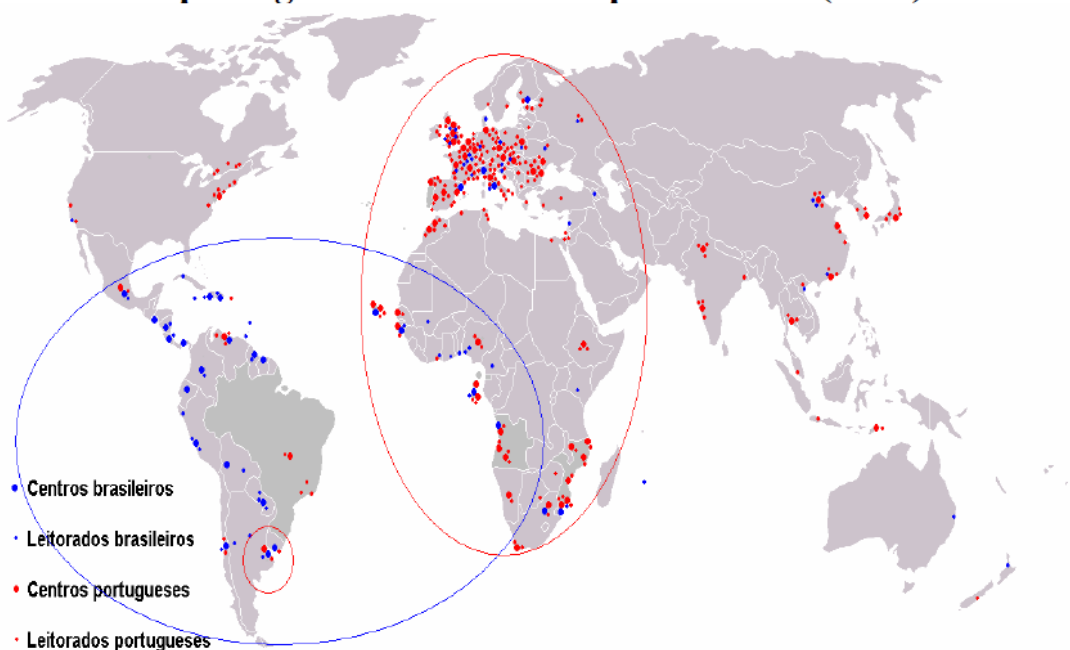 Centros brasileiros
Leitorados brasileiros
Centros portugueses
Leitorados portugueses